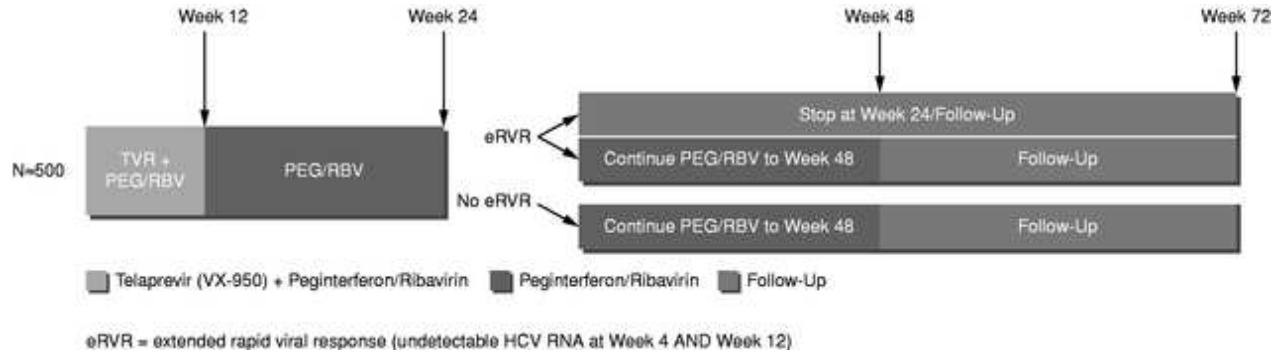 Week 12
Week 24
Week 48
Week 72
N=500
TVR +
PEG/RBV
PEG/RBV
eRVR
Stop at Week 24/Follow-Up
Continue PEG/RBV to Week 48
Follow-Up
No eRVR
Continue PEG/RBV to Week 48
Follow-Up
Telaprevir (VX-950) + Peginterferon/Ribavirin
Peginterferon/Ribavirin
Follow-Up
eRVR = extended rapid viral response (undetectable HCV RNA at Week 4 AND Week 12)